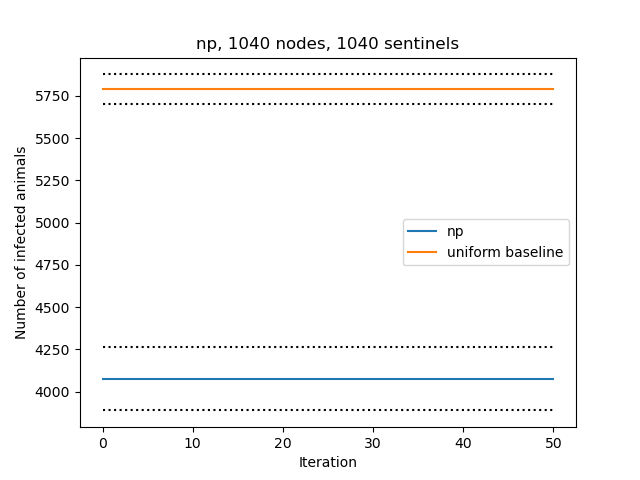 np, 1040 nodes, 1040 sentinels
Number of infected animals
5750
5500
5250
5000
4750
4500
4250
4000
np
uniform baseline
0 10 20 30 40 50
Iteration